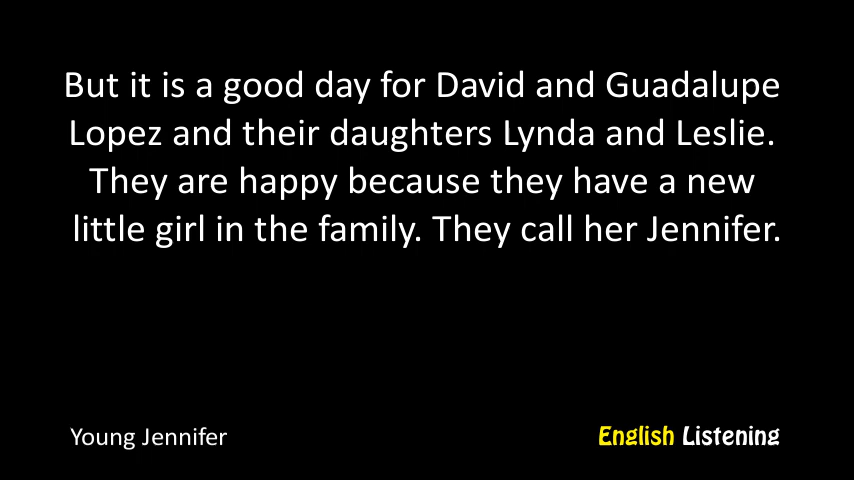 But it is a good day for David and Guadalupe
Lopez and their daughters Lynda and Leslie.
They are happy because they have a new
little girl in the family. They call her Jennifer.
Young Jennifer
English Listening